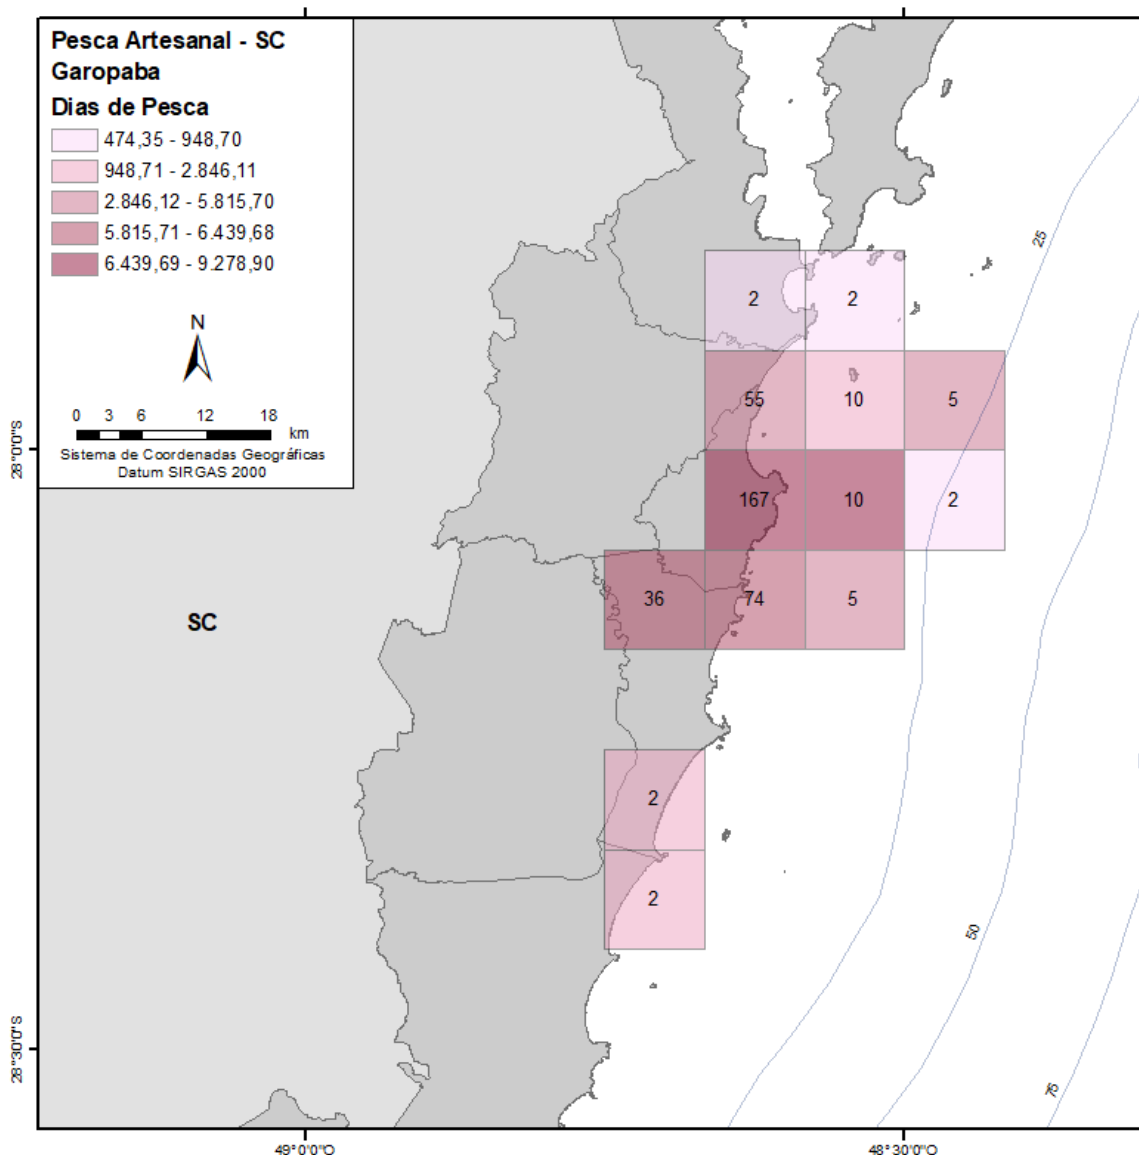 Pesca Artesanal - SC
Garopaba
Dias de Pesca
474,35 - 948,70
948,71 - 2.846,11
2.846,12 - 5.815,70
5.815,71 - 6.439,68
6.439,69 - 9.278,90
N
0 3 6 12 18
km
Sistema de Coordenadas Geográficas
Datum SIRGAS 2000
25
2 2
55 10 5
28°0'0"S
167 10 2
36 74 5
SC
2
2
50
28°30'0"S
75
49°0'0"O 48°30'0"O